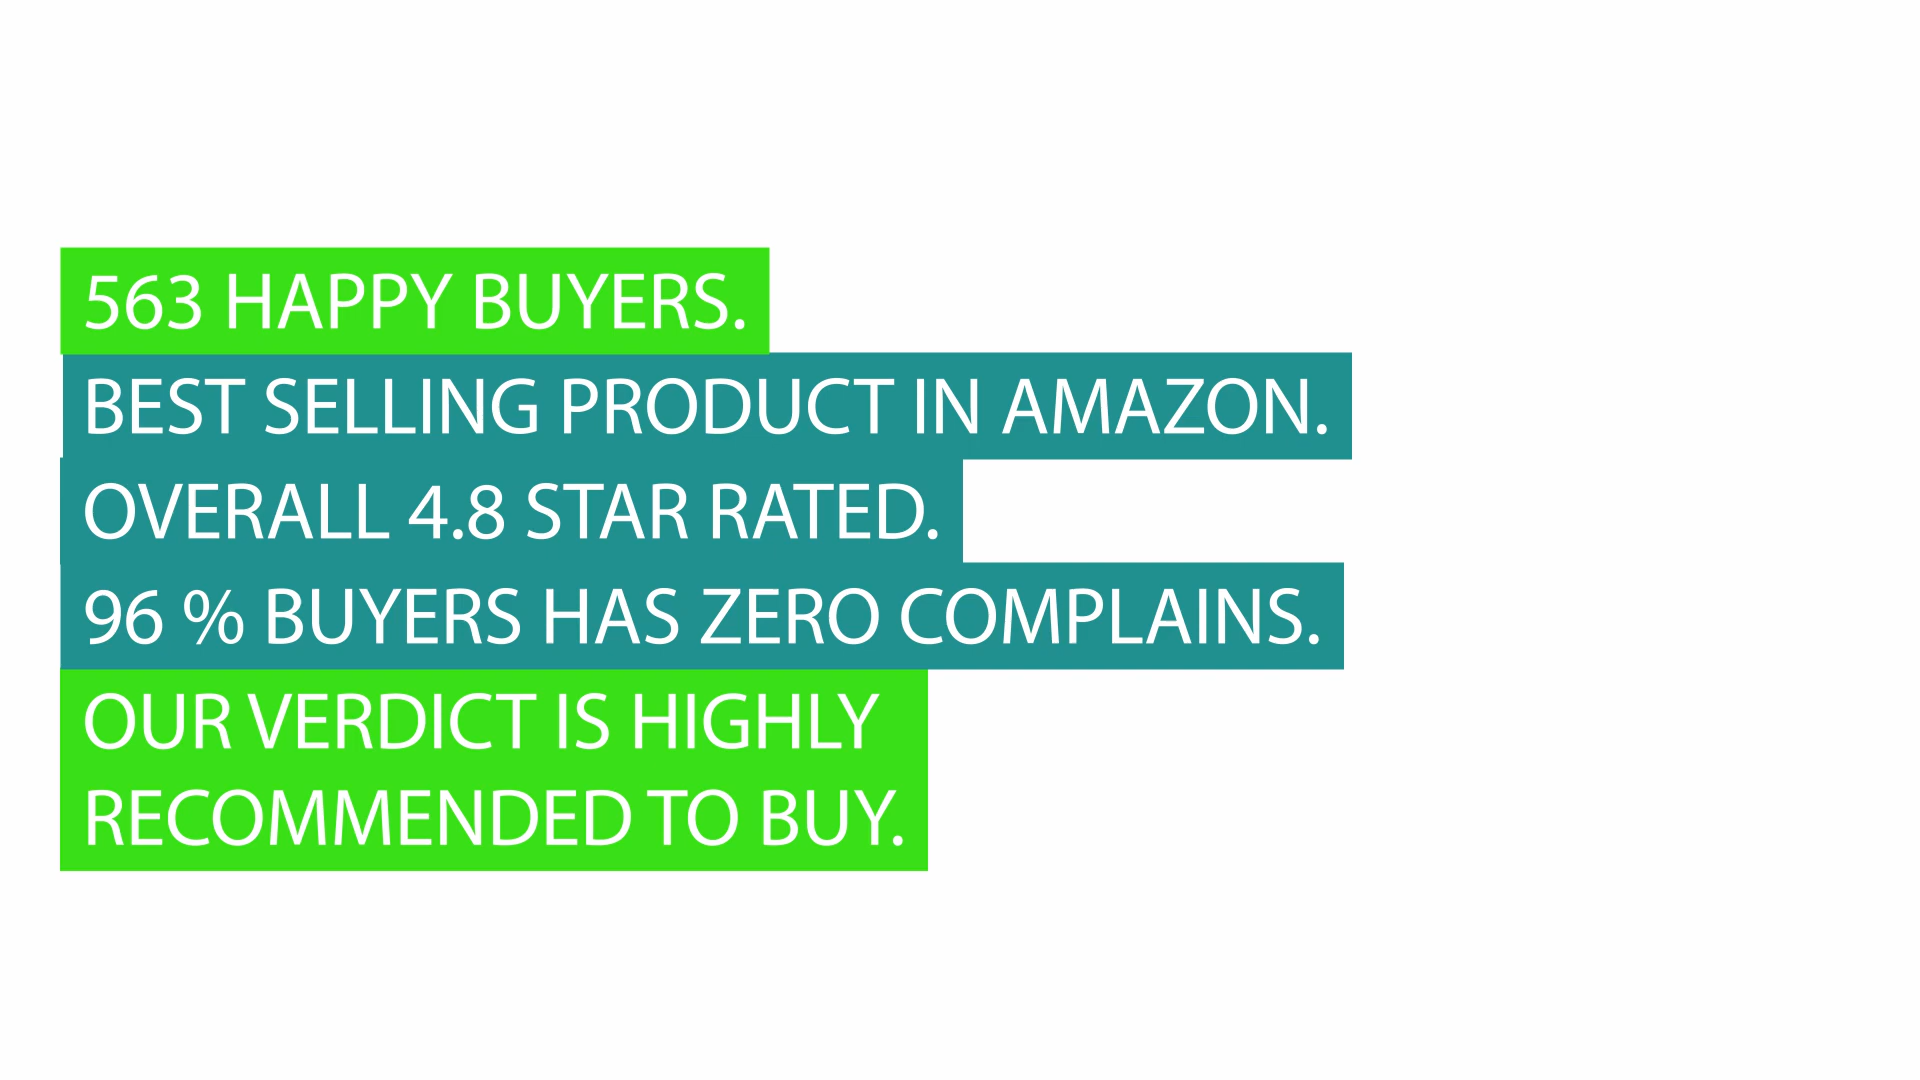 563 HAPPY BUYERS.
BEST SELLING PRODUCT IN AMAZON.
OVERALL 4.8 STAR RATED.
96 % BUYERS HAS ZERO COMPLAINS.
OUR VERDICT IS HIGHLY
RECOMMENDED TO BUY.